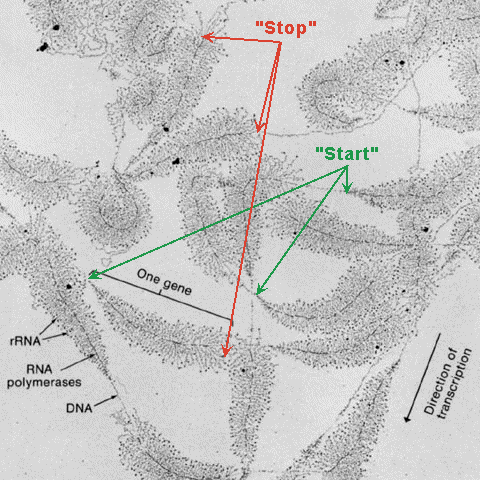 "Stop"
"Start"
One gene
rRNA
RNA
polymerases
DNA
Direction of
transcription